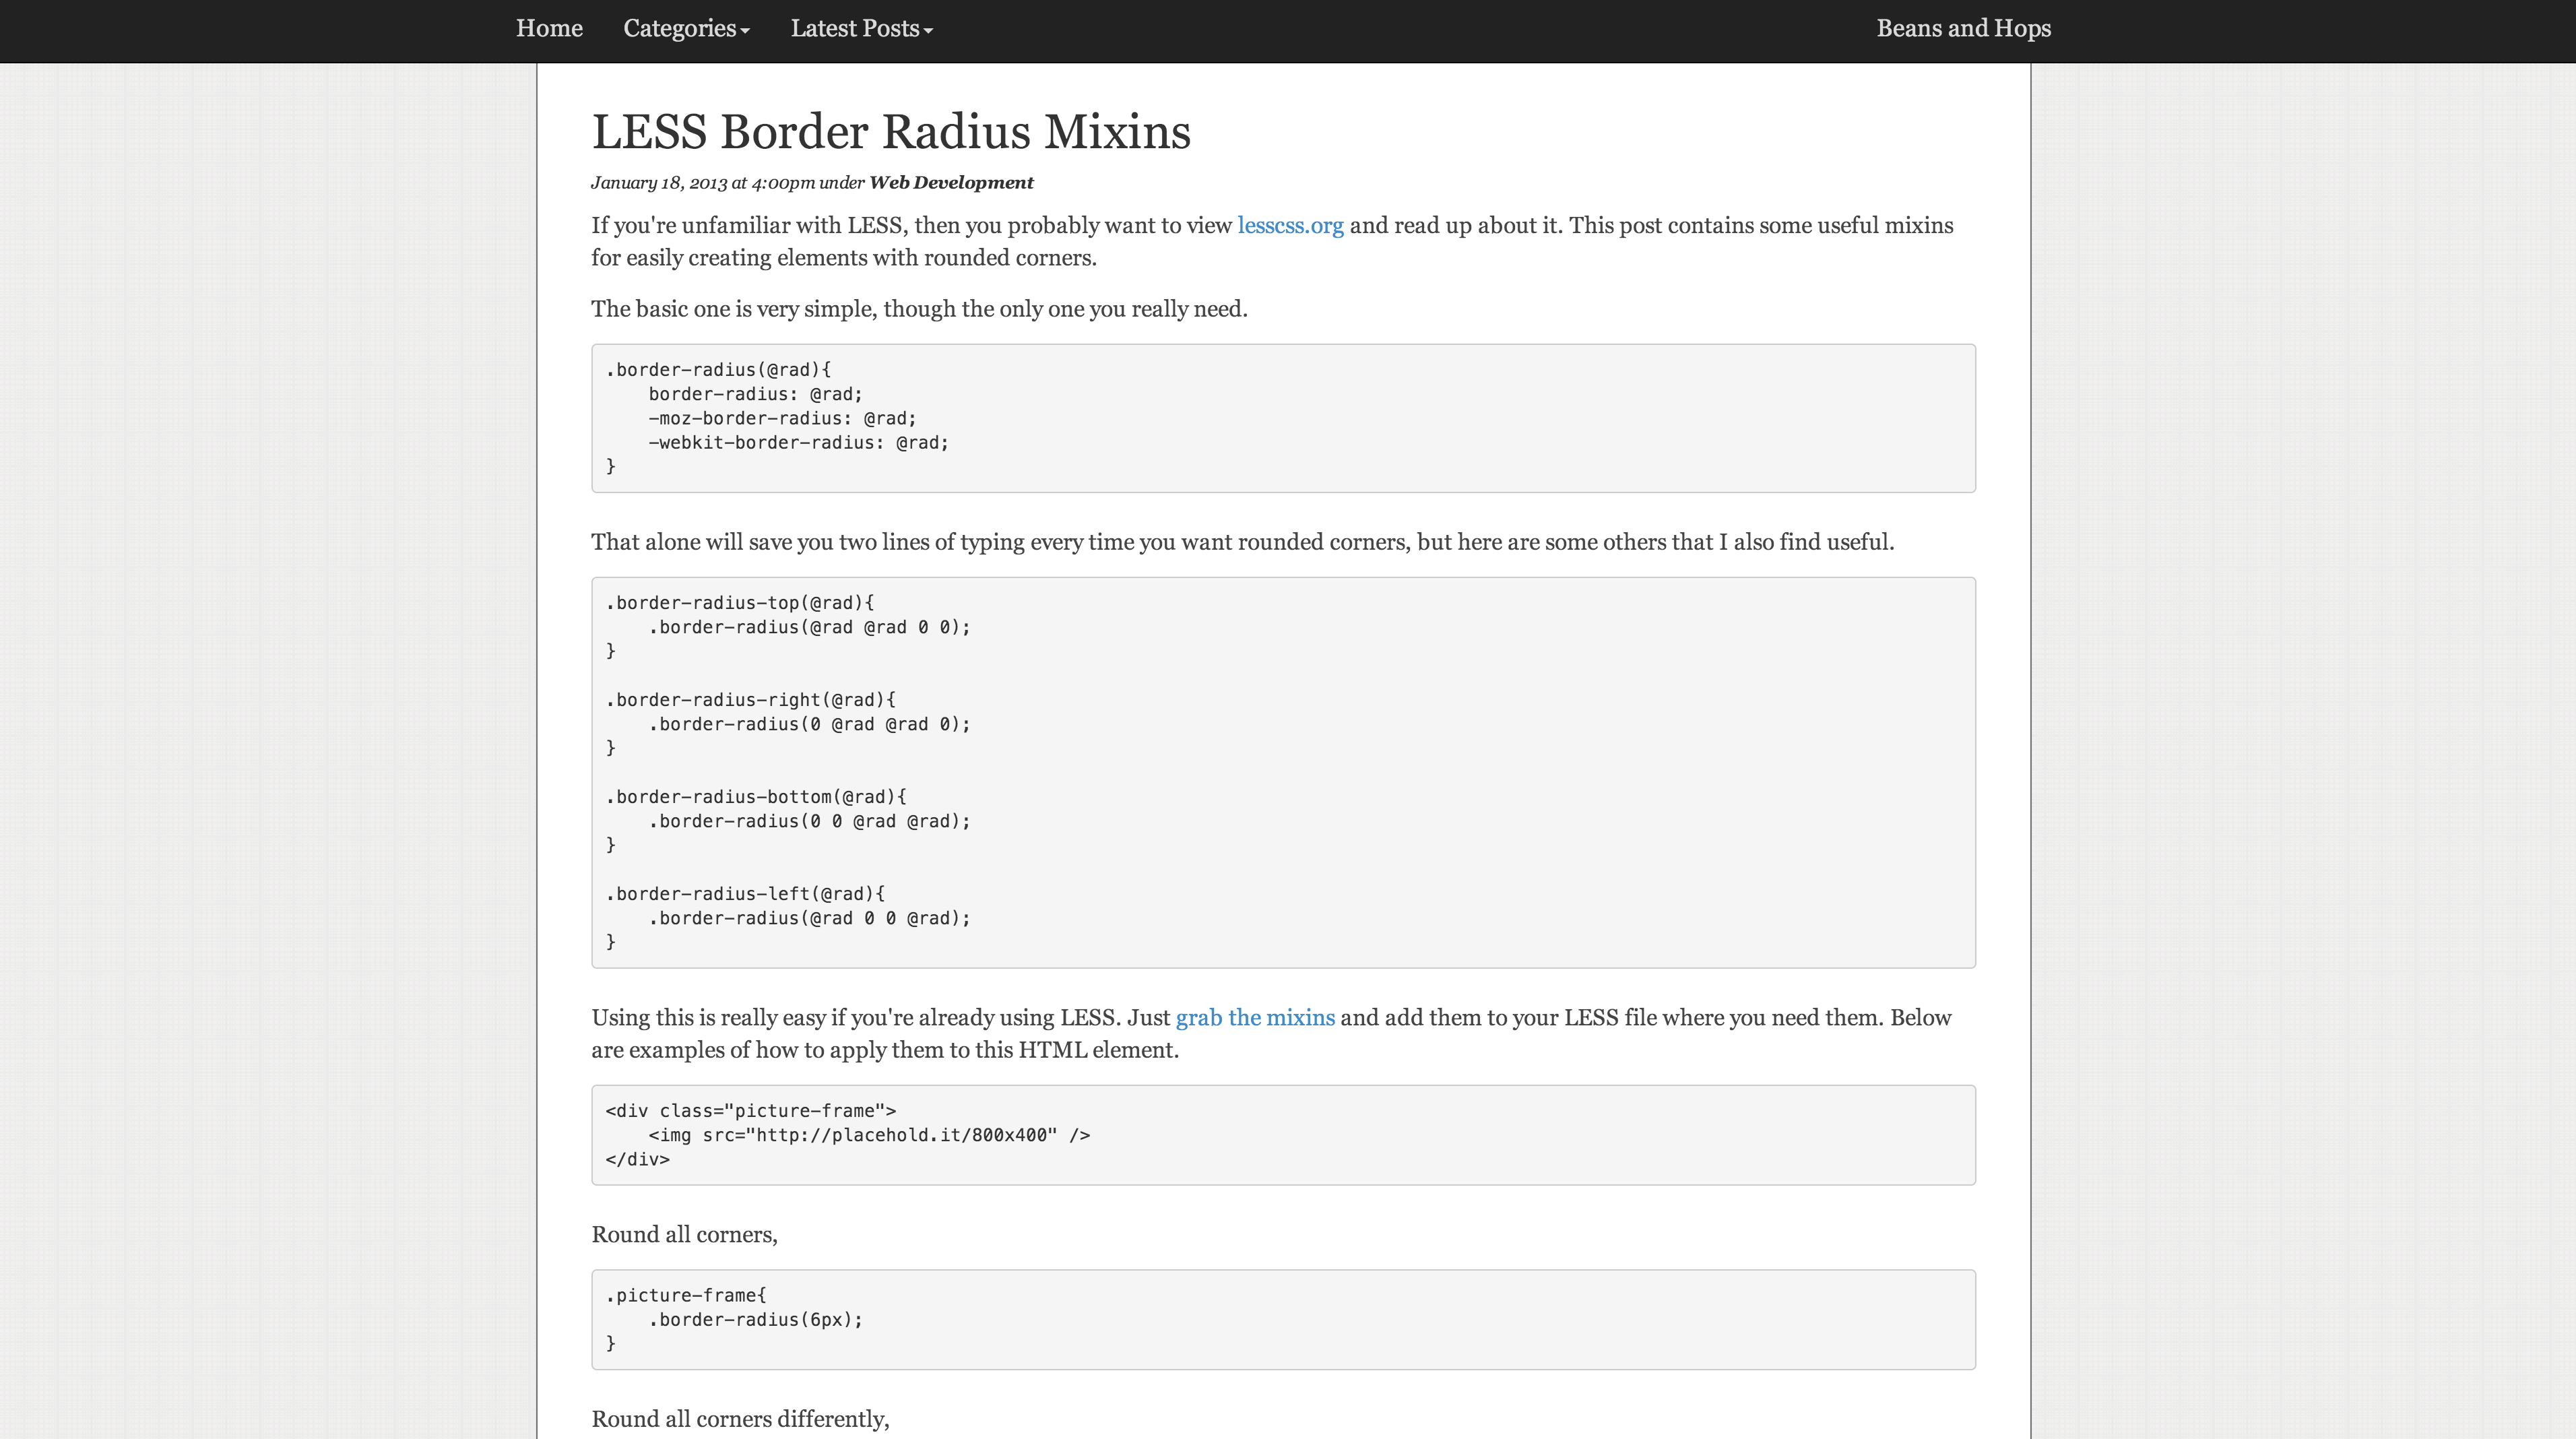 Home Categories Latest Posts Beans and Hops
LESS Border Radius Mixins
January 18, 2013 at 4:00pm under Web Development
If you're unfamiliar with LESS, then you probably want to view lesscss.org and read up about it. This post contains some useful mixins
for easily creating elements with rounded corners.
The basic one is very simple, though the only one you really need.
.border-radius(@rad){
    border-radius: @rad;
    -moz-border-radius: @rad;
    -webkit-border-radius: @rad;
}
That alone will save you two lines of typing every time you want rounded corners, but here are some others that I also find useful.
.border-radius-top(@rad){
    .border-radius(@rad @rad 0 0);
}
.border-radius-right(@rad){
    .border-radius(0 @rad @rad 0);
}
.border-radius-bottom(@rad){
    .border-radius(0 0 @rad @rad);
}
.border-radius-left(@rad){
    .border-radius(@rad 0 0 @rad);
}
Using this is really easy if you're already using LESS. Just grab the mixins and add them to your LESS file where you need them. Below
are examples of how to apply them to this HTML element.
<div class="picture-frame">
    <img src="http://placehold.it/800x400" />
</div>
Round all corners,
.picture-frame{
    .border-radius(6px);
}
Round all corners differently,